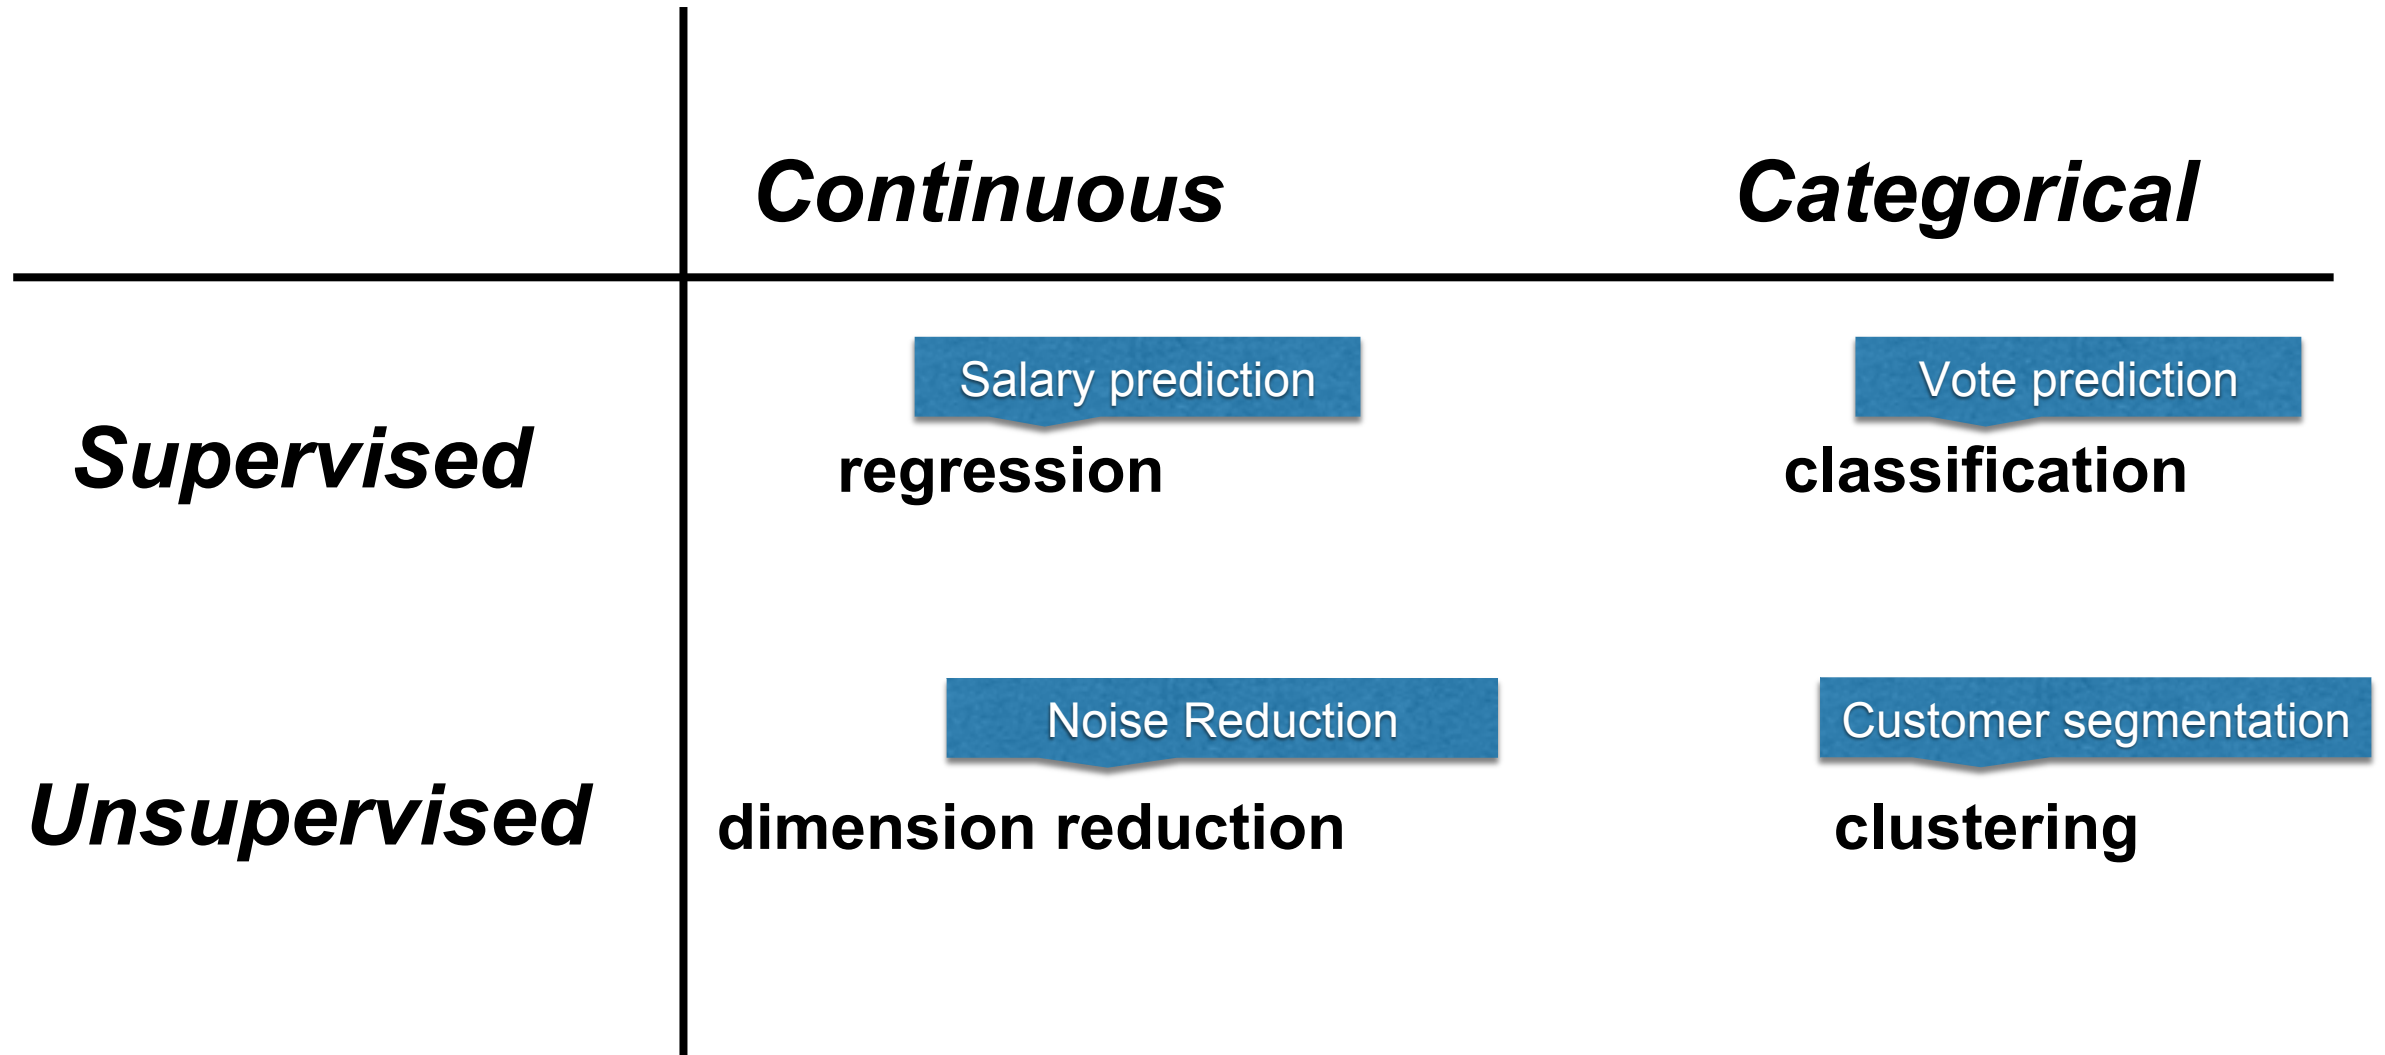 Continuous
Categorical
Salary prediction
Vote prediction
Supervised
regression
classification
Noise Reduction
Customer segmentation
Unsupervised
dimension reduction
clustering